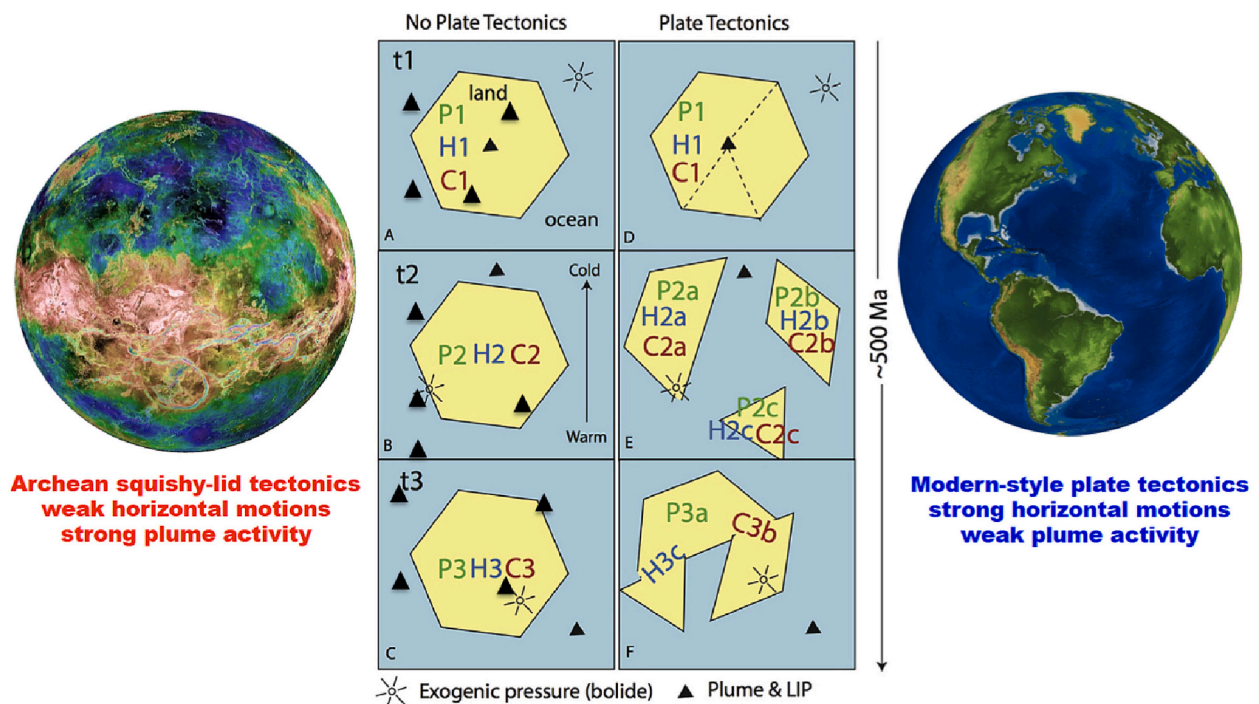 No Plate Tectonics
Plate Tectonics
t1
land
P1
H1
C1
ocean
A
P1
H1
C1
D
t2
Cold
P2 H2 C2
Warm
B
P2a
H2a
C2a
P2b
H2b
C2b
P2c
H2c
C2c
E
t3
P3 H3 C3
C
P3a
C3b
H3c
F
~500 Ma
Archean squishy-lid tectonics
weak horizontal motions
strong plume activity
Modern-style plate tectonics
strong horizontal motions
weak plume activity
Exogenic pressure (bolide)
Plume & LIP